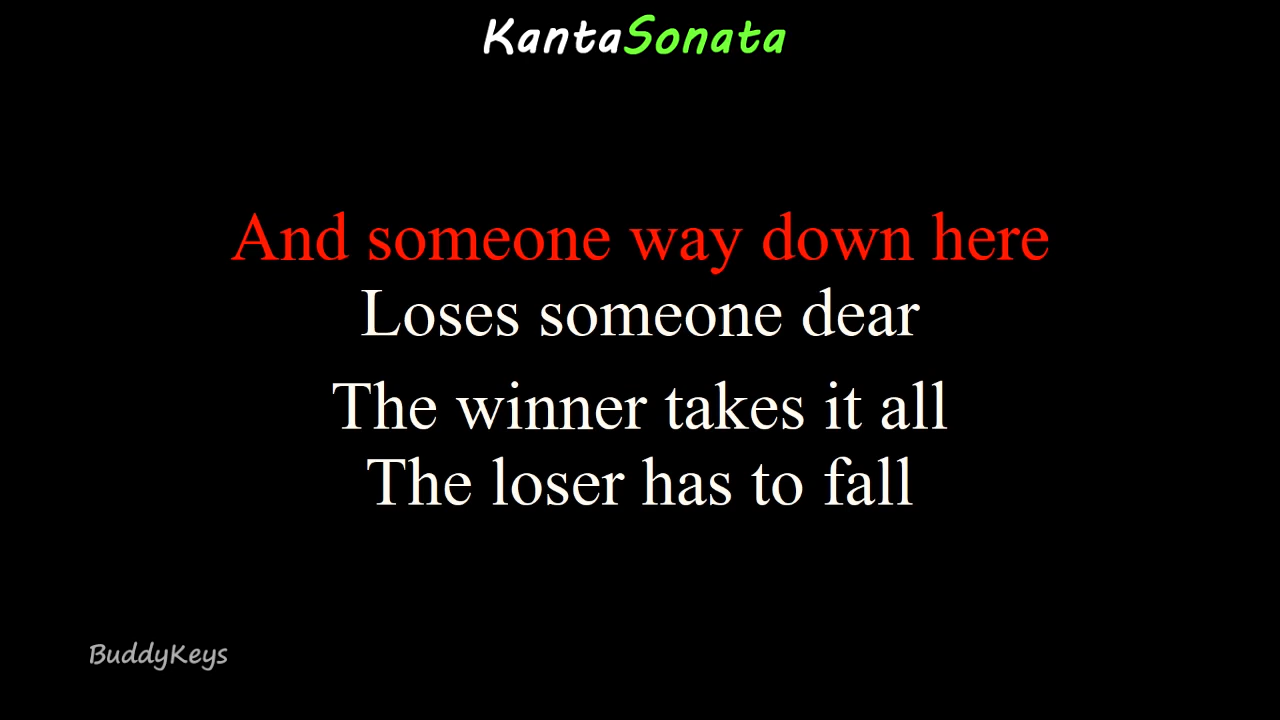 KantaSonata
And someone way down here
Loses someone dear
The winner takes it all
The loser has to fall
BuddyKeys